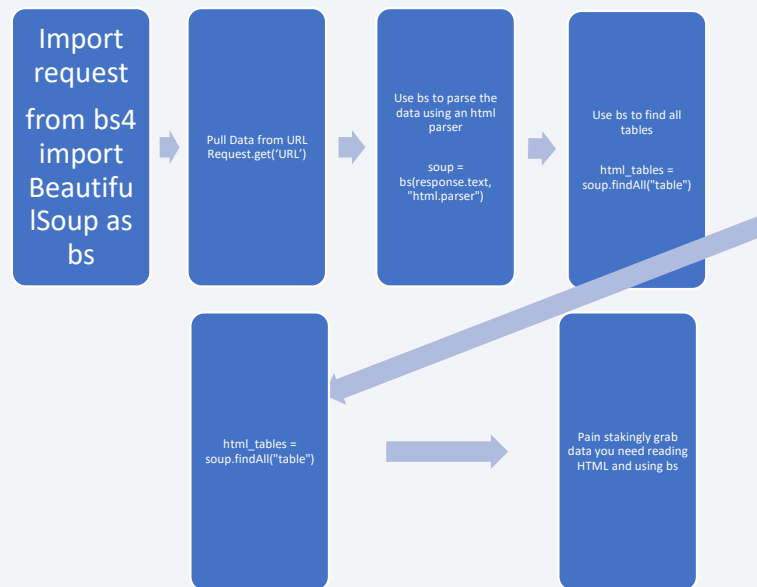 Import
request
from bs4
import
Beautifu
lSoup as
bs
Pull Data from URL
Request.get(‘URL’)
Use bs to parse the
data using an html
parser
soup =
bs(response.text,
"html.parser")
Use bs to find all
tables
html_tables =
soup.findAll("table")
html_tables =
soup.findAll("table")
Pain stakingly grab
data you need reading
HTML and using bs